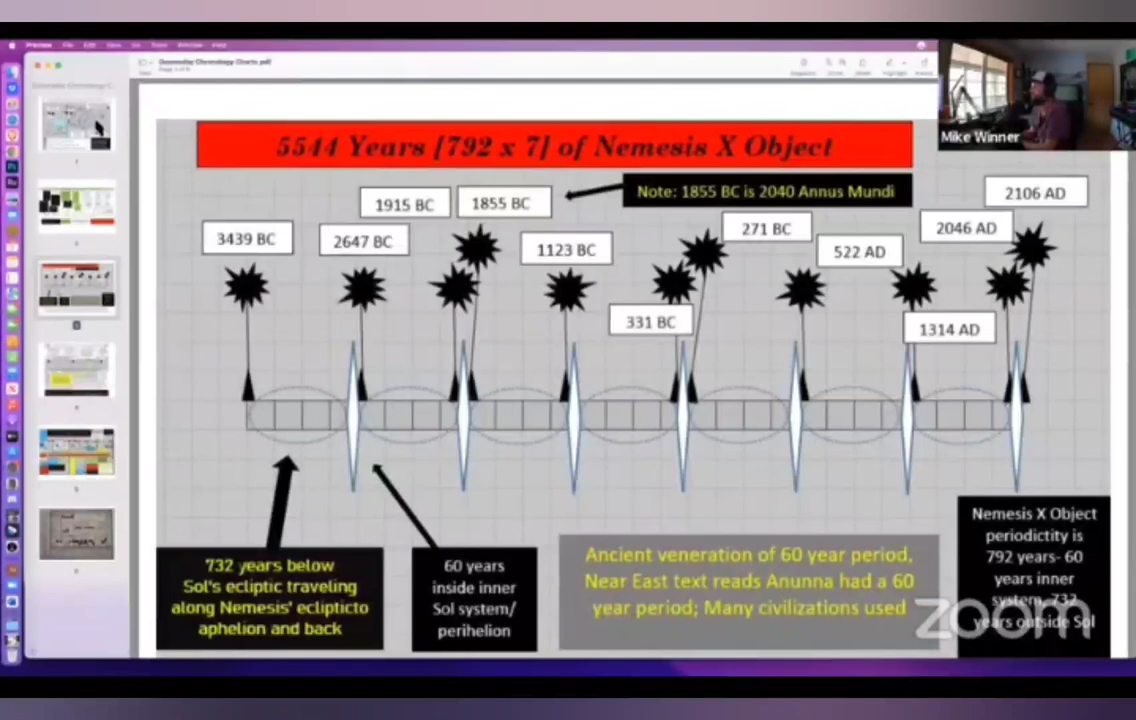 Doomsday Chronology Charts.pdf
Mike Winner
5544 Years [792 x 7] of Nemesis X Object
Note: 1855 BC is 2040 Annus Mundi
2106 AD
1915 BC
1855 BC
271 BC
2046 AD
3439 BC
2647 BC
1123 BC
522 AD
331 BC
1314 AD
732 years below
Sol's ecliptic traveling
along Nemesis' eclipticto
aphelion and back
60 years
inside inner
Sol system/
perihelion
Ancient veneration of 60 year period,
Near East text reads Anunna had a 60
year period; Many civilizations used
Nemesis X Object
periodictity is
792 years- 60
years inner
system, 732
years outside Sol
zoom